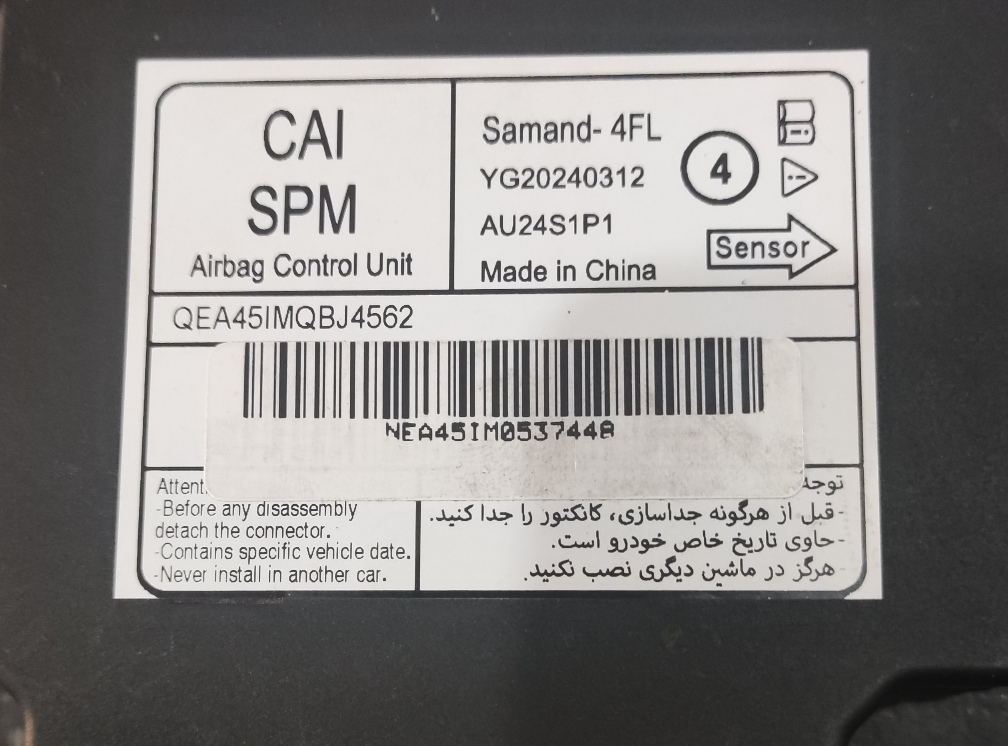 CAI
SPM
Airbag Control Unit
Samand- 4FL
YG20240312
AU24S1P1
Made in China
4
Sensor
QEA45IMQBJ4562
NEA45IM0537448
Attent
-Before any disassembly
detach the connector.
-Contains specific vehicle date.
-Never install in another car.
توجه
-قبل از هرگونه جداسازی، کانکتور را جدا کنید.
-حاوی تاریخ خاص خودرو است.
-هرگز در ماشین دیگری نصب نکنید.